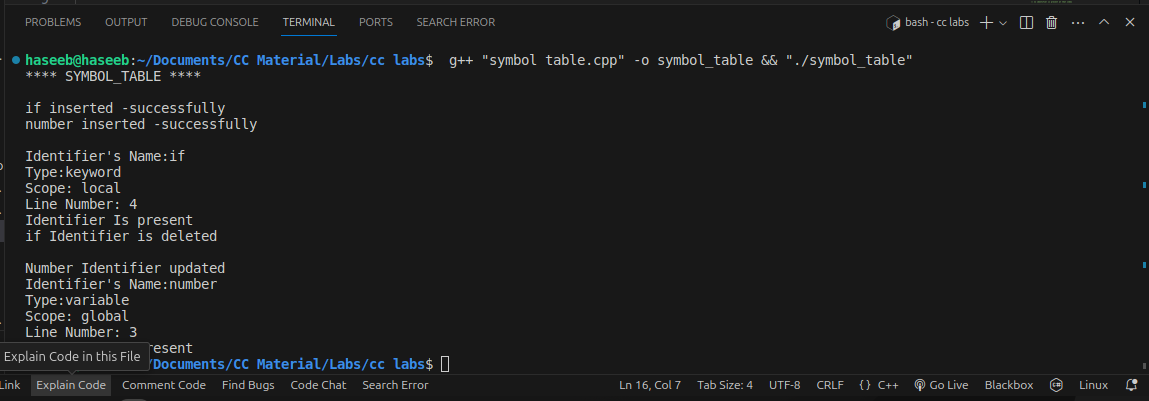 PROBLEMS OUTPUT DEBUG CONSOLE TERMINAL PORTS SEARCH ERROR bash - cc labs
haseeb@haseeb:~/Documents/CC Material/Labs/cc labs$ g++ "symbol table.cpp" -o symbol_table && "./symbol_table"
**** SYMBOL_TABLE ****
if inserted -successfully
number inserted -successfully
Identifier's Name:if
Type:keyword
Scope: local
Line Number: 4
Identifier Is present
if Identifier is deleted
Number Identifier updated
Identifier's Name:number
Type:variable
Scope: global
Line Number: 3
resent
Explain Code in this File
/Documents/CC Material/Labs/cc labs$
Link Explain Code Comment Code Find Bugs Code Chat Search Error Ln 16, Col 7 Tab Size: 4 UTF-8 CRLF {} C++ Go Live Blackbox Linux